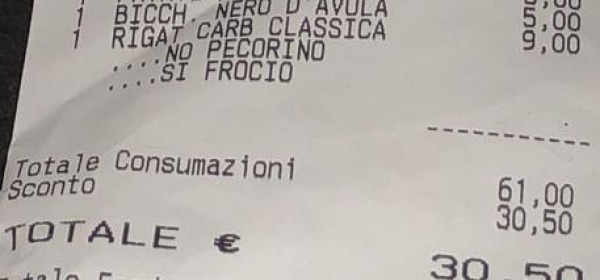 1 BICCH. NERO D'AVOLA 5,00
1 RIGAT CARB CLASSICA 9,00
....NO PECORINO
....SI FROCIO
------------
Totale Consumazioni 61,00
Sconto 30,50
TOTALE € 30,50